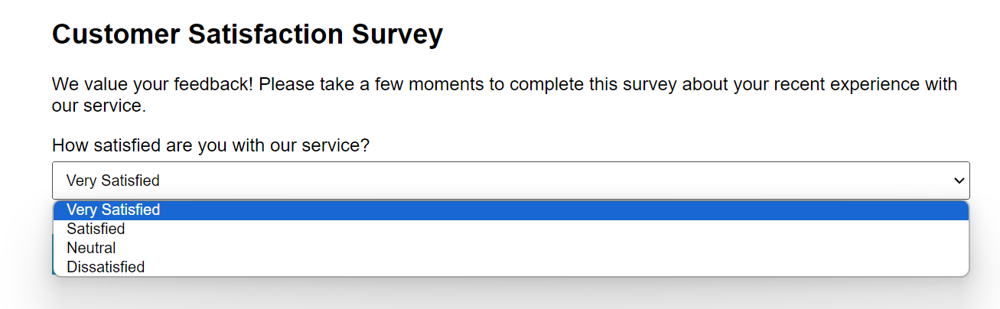 Customer Satisfaction Survey
We value your feedback! Please take a few moments to complete this survey about your recent experience with
our service.
How satisfied are you with our service?
Very Satisfied
Very Satisfied
Satisfied
Neutral
Dissatisfied